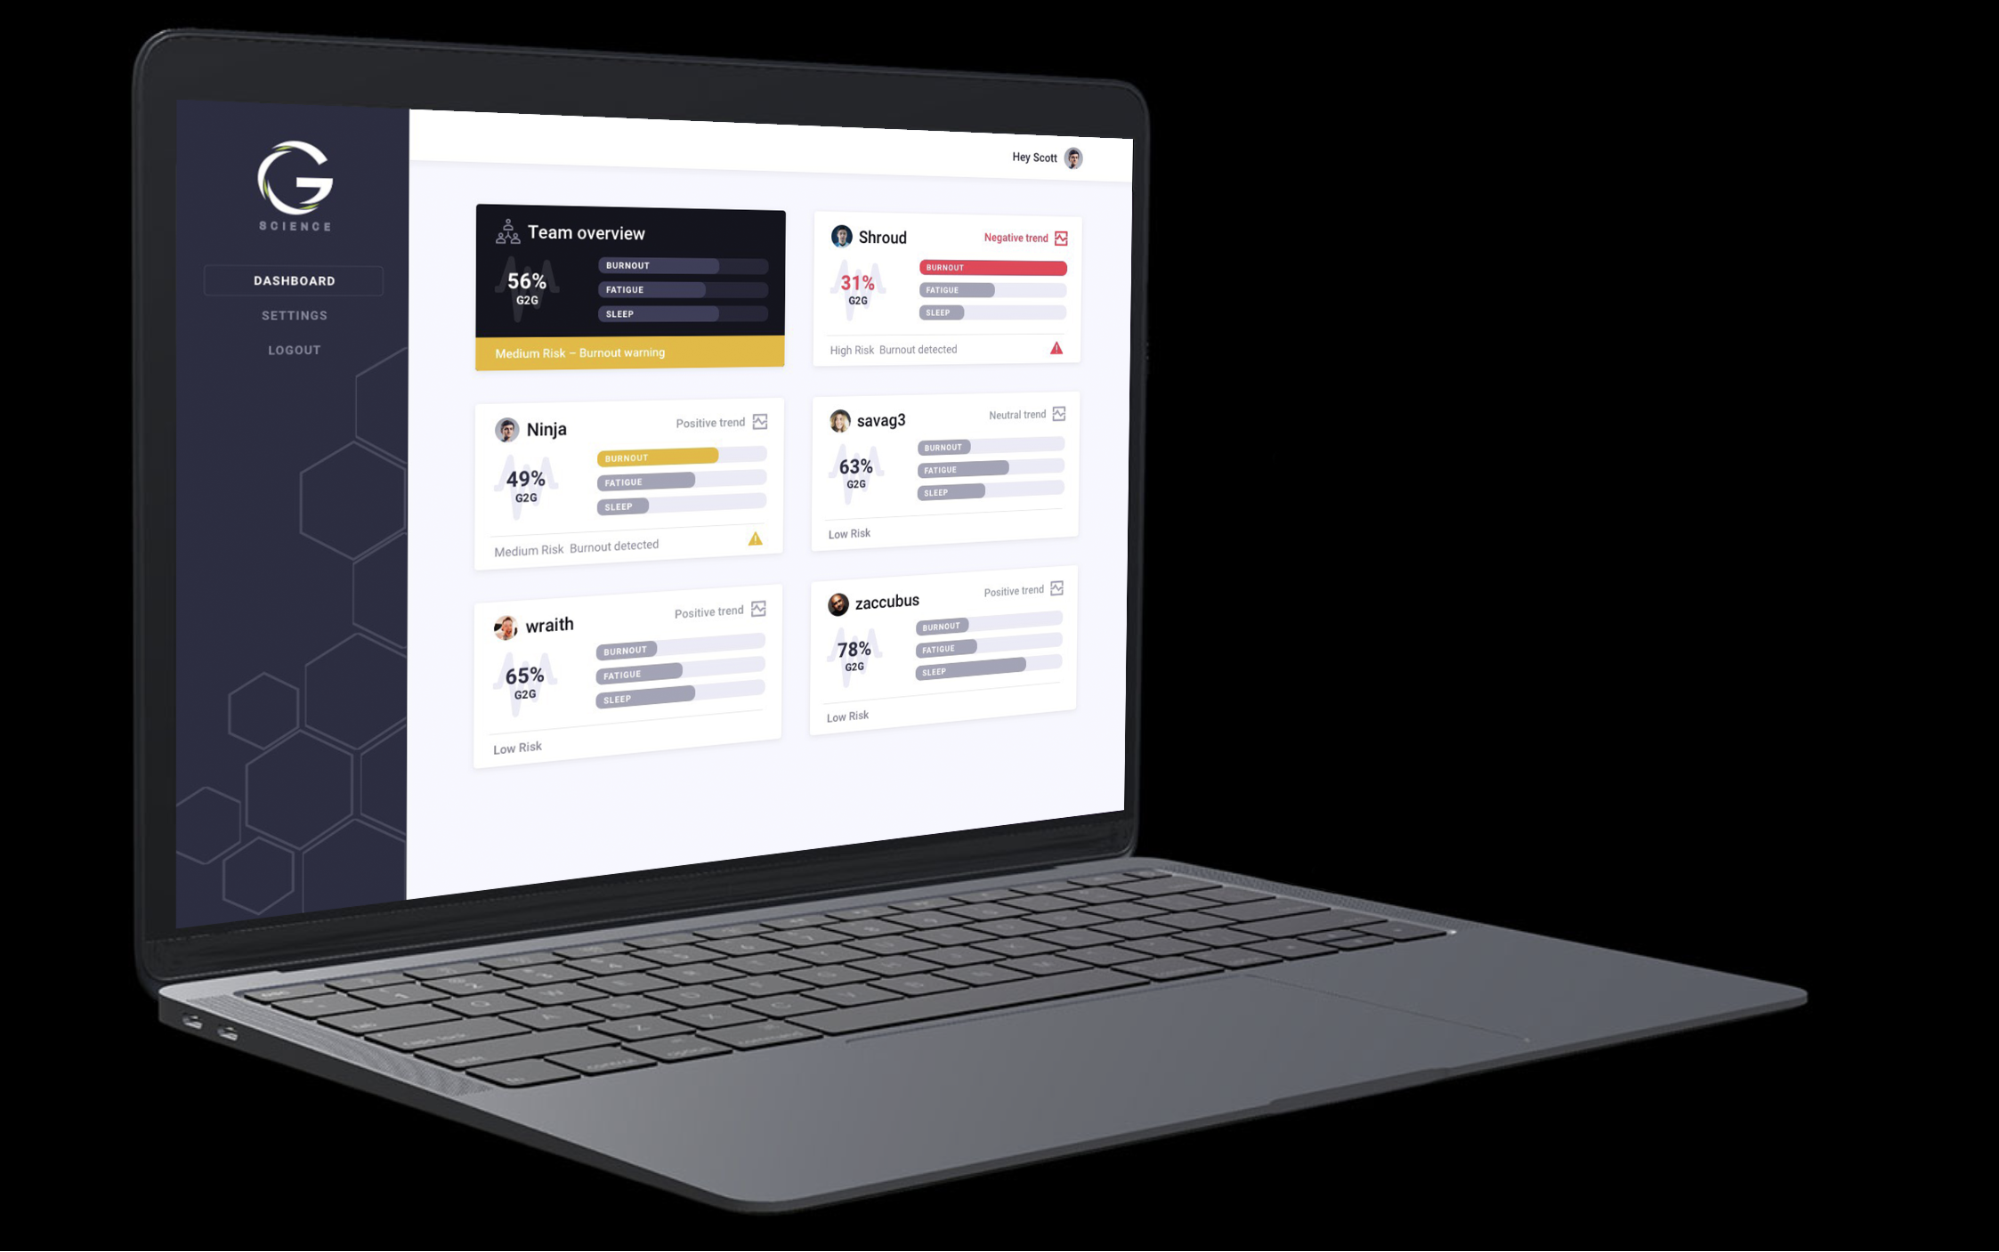 G
SCIENCE
DASHBOARD
SETTINGS
LOGOUT
Hey Scott
Team overview
56%
G2G
BURNOUT
FATIGUE
SLEEP
Medium Risk – Burnout warning
Shroud
Negative trend
31%
G2G
BURNOUT
FATIGUE
SLEEP
High Risk Burnout detected
Ninja
Positive trend
49%
G2G
BURNOUT
FATIGUE
SLEEP
Medium Risk Burnout detected
savag3
Neutral trend
63%
G2G
BURNOUT
FATIGUE
SLEEP
Low Risk
wraith
Positive trend
65%
G2G
BURNOUT
FATIGUE
SLEEP
Low Risk
zaccubus
Positive trend
78%
G2G
BURNOUT
FATIGUE
SLEEP
Low Risk